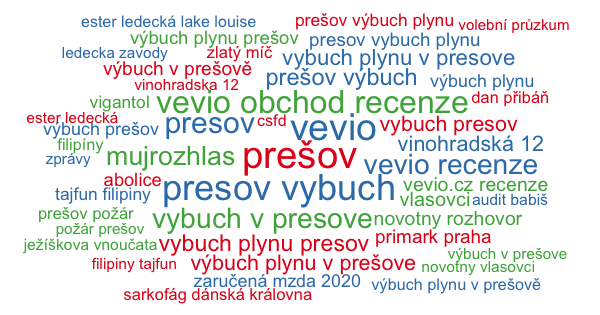 ester ledecká lake louise
prešov výbuch plynu
volební průzkum
výbuch plynu prešov
zlatý míč
presov vybuch plynu
ledecka zavody
vybuch plynu v presove
výbuch v prešově
prešov výbuch
výbuch plynu
vinohradska 12
vigantol
vevio obchod recenze
dan přibáň
ester ledecká
csfd
výbuch prešov
presov
vevio
vybuch presov
filipíny
vinohradská 12
zprávy
mujrozhlas
prešov
vevio recenze
abolice
tajfun filipiny
presov vybuch
vevio.cz recenze
vlasovci
audit babiš
prešov požár
vybuch v presove
novotny rozhovor
požár prešov
ježíškova vnoučata
vybuch plynu presov
primark praha
výbuch v prešove
filipiny tajfun
výbuch plynu v prešove
novotny vlasovci
zaručená mzda 2020
výbuch plynu v prešově
sarkofág dánská královna